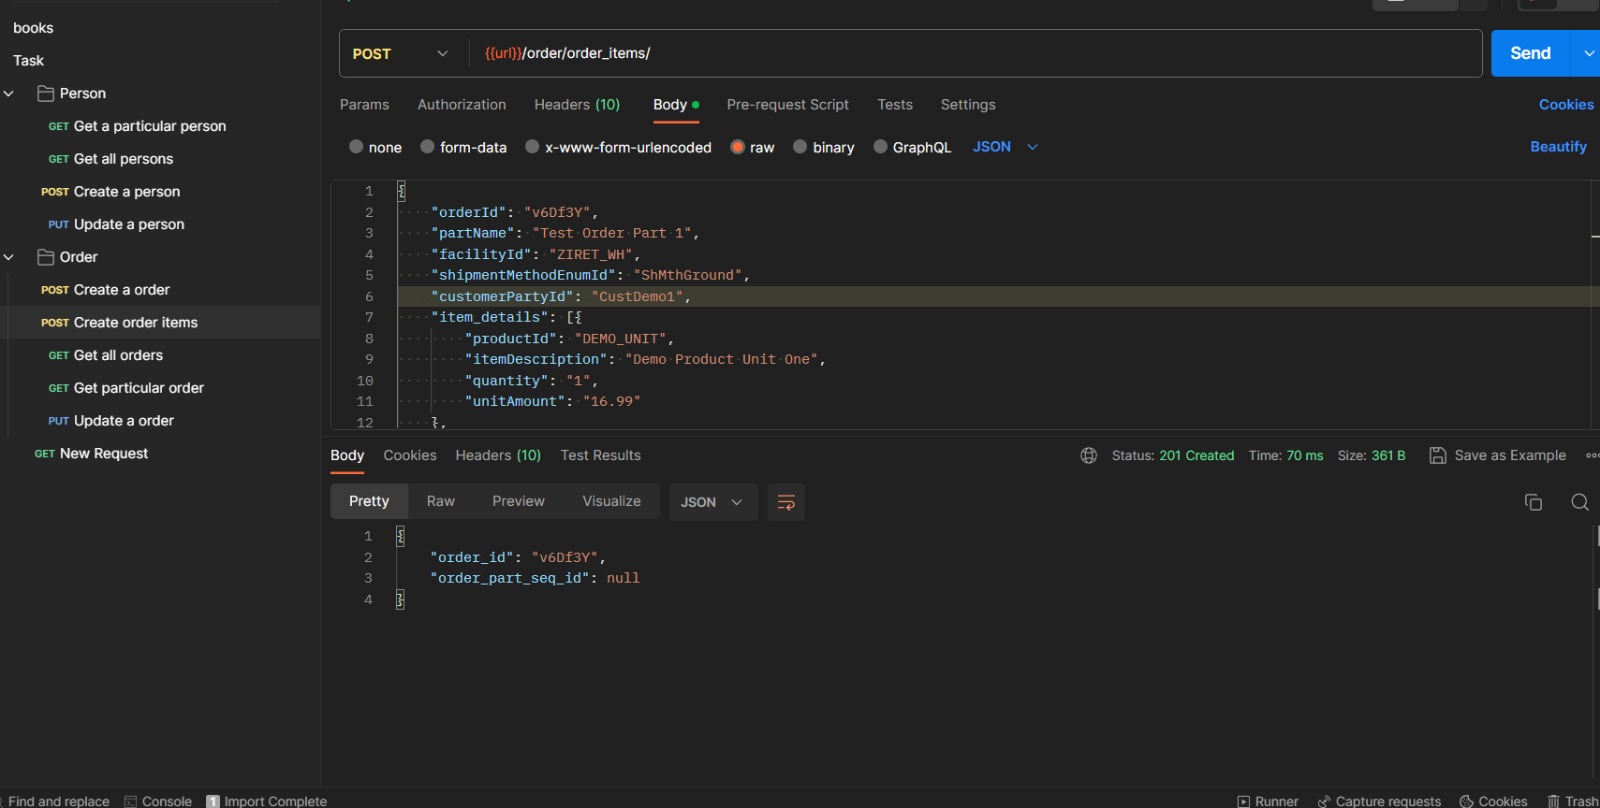 books
Task
Person
GET Get a particular person
GET Get all persons
POST Create a person
PUT Update a person
Order
POST Create a order
POST Create order items
GET Get all orders
GET Get particular order
PUT Update a order
GET New Request
POST {{url}}/order/order_items/ Send
Params Authorization Headers (10) Body Pre-request Script Tests Settings Cookies
none form-data x-www-form-urlencoded raw binary GraphQL JSON Beautify
1 {
2 "orderId": "v6Df3Y",
3 "partName": "Test Order Part 1",
4 "facilityId": "ZIRET_WH",
5 "shipmentMethodEnumId": "ShMthGround",
6 "customerPartyId": "CustDemo1",
7 "item_details": [{
8 "productId": "DEMO_UNIT",
9 "itemDescription": "Demo Product Unit One",
10 "quantity": "1",
11 "unitAmount": "16.99"
12 },
Body Cookies Headers (10) Test Results Status: 201 Created Time: 70 ms Size: 361 B Save as Example
Pretty Raw Preview Visualize JSON
1 {
2 "order_id": "v6Df3Y",
3 "order_part_seq_id": null
4 }
Find and replace Console 1 Import Complete Runner Capture requests Cookies Trash